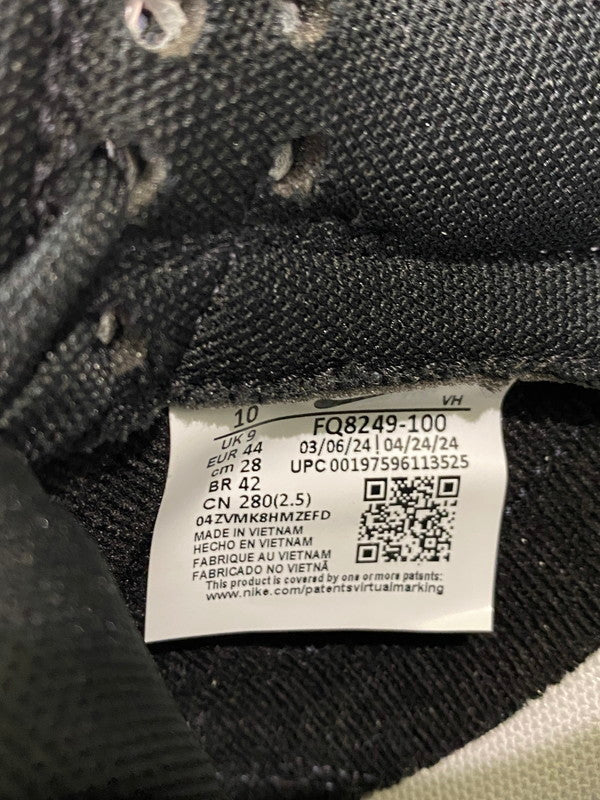 10
VH
UK 9
FQ8249-100
EUR 44
03/06/24 | 04/24/24
cm 28
UPC 00197596113525
BR 42
CN 280(2.5)
04ZVMK8HMZEFD
MADE IN VIETNAM
HECHO EN VIETNAM
FABRIQUE AU VIETNAM
FABRICADO NO VIETNÃ
This product is covered by one or more patents:
www.nike.com/patentsvirtualmarking